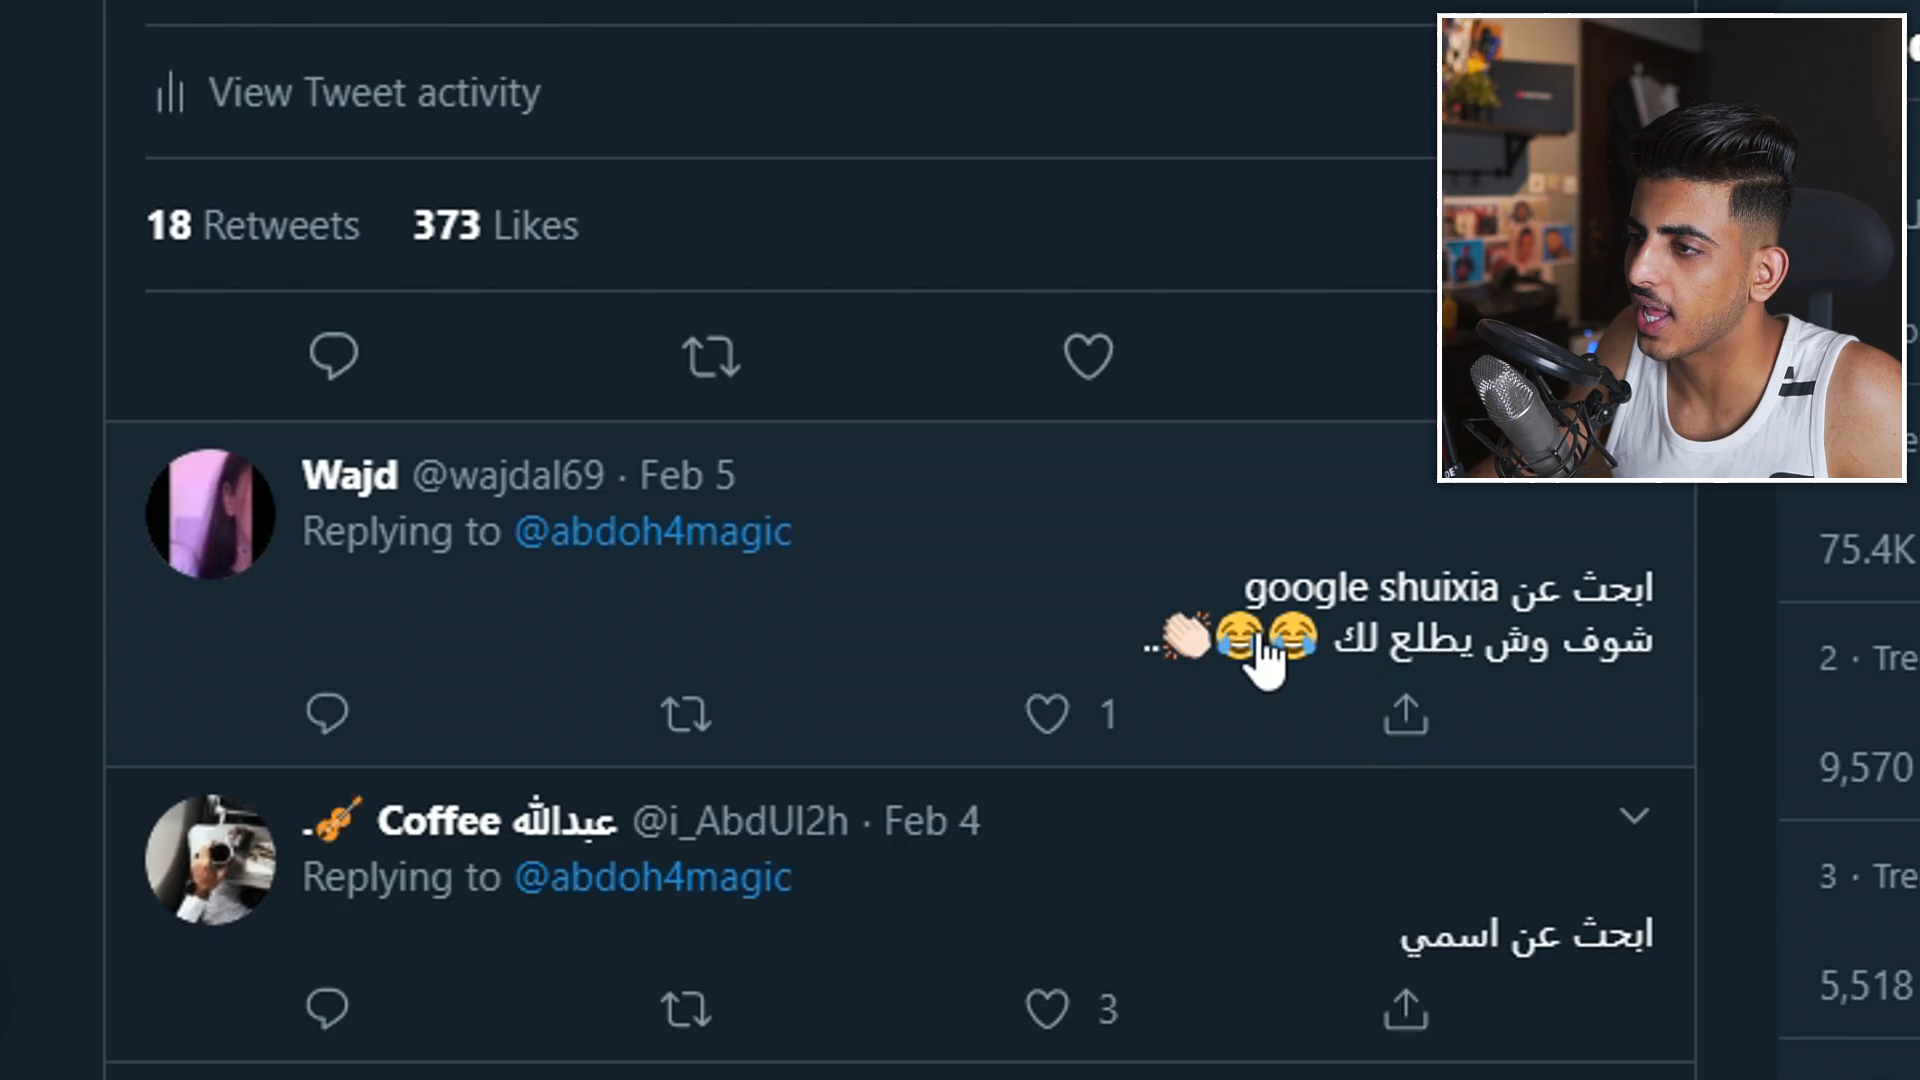 View Tweet activity
18 Retweets 373 Likes
Wajd @wajdal69 · Feb 5
Replying to @abdoh4magic
ابحث عن google shuixia
شوف وش يطلع لك 😂😂👏🏻..
1
.🎻 Coffee عبدالله @i_AbdUl2h · Feb 4
Replying to @abdoh4magic
ابحث عن اسمي
3
75.4K
2 · Tre
9,570
3 · Tre
5,518